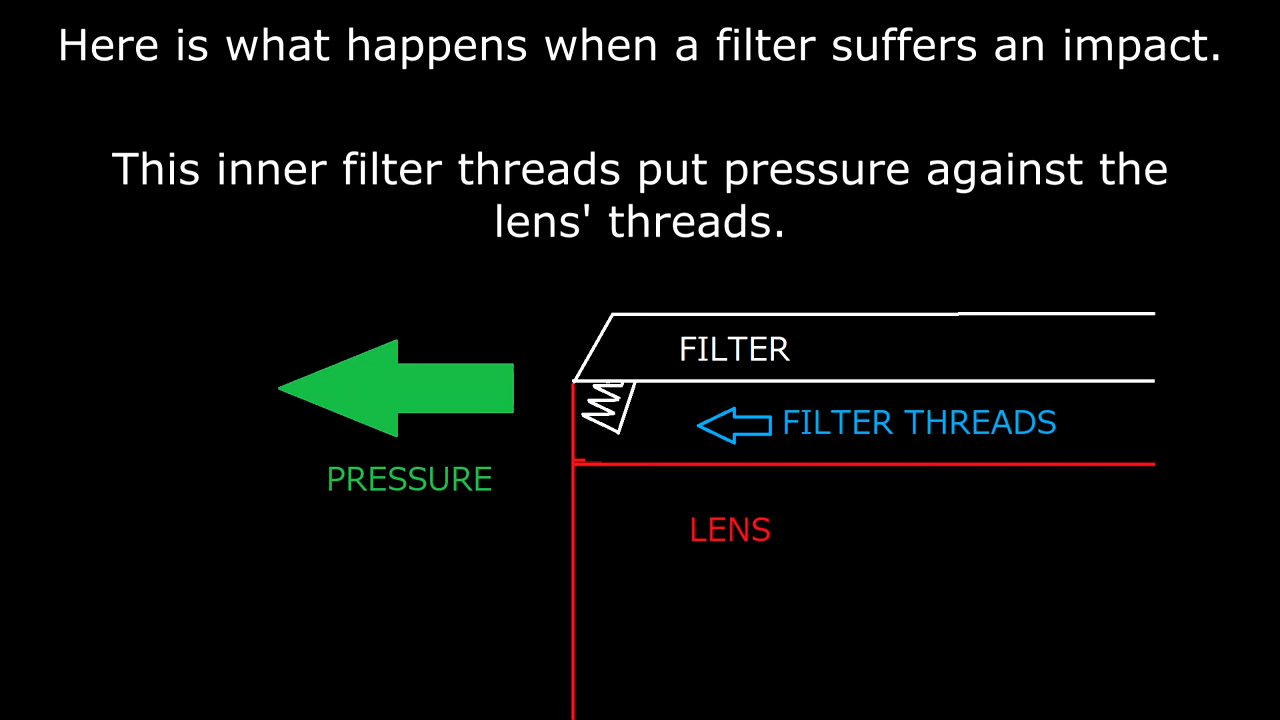 Here is what happens when a filter suffers an impact.
This inner filter threads put pressure against the
lens' threads.
FILTER
FILTER THREADS
PRESSURE
LENS